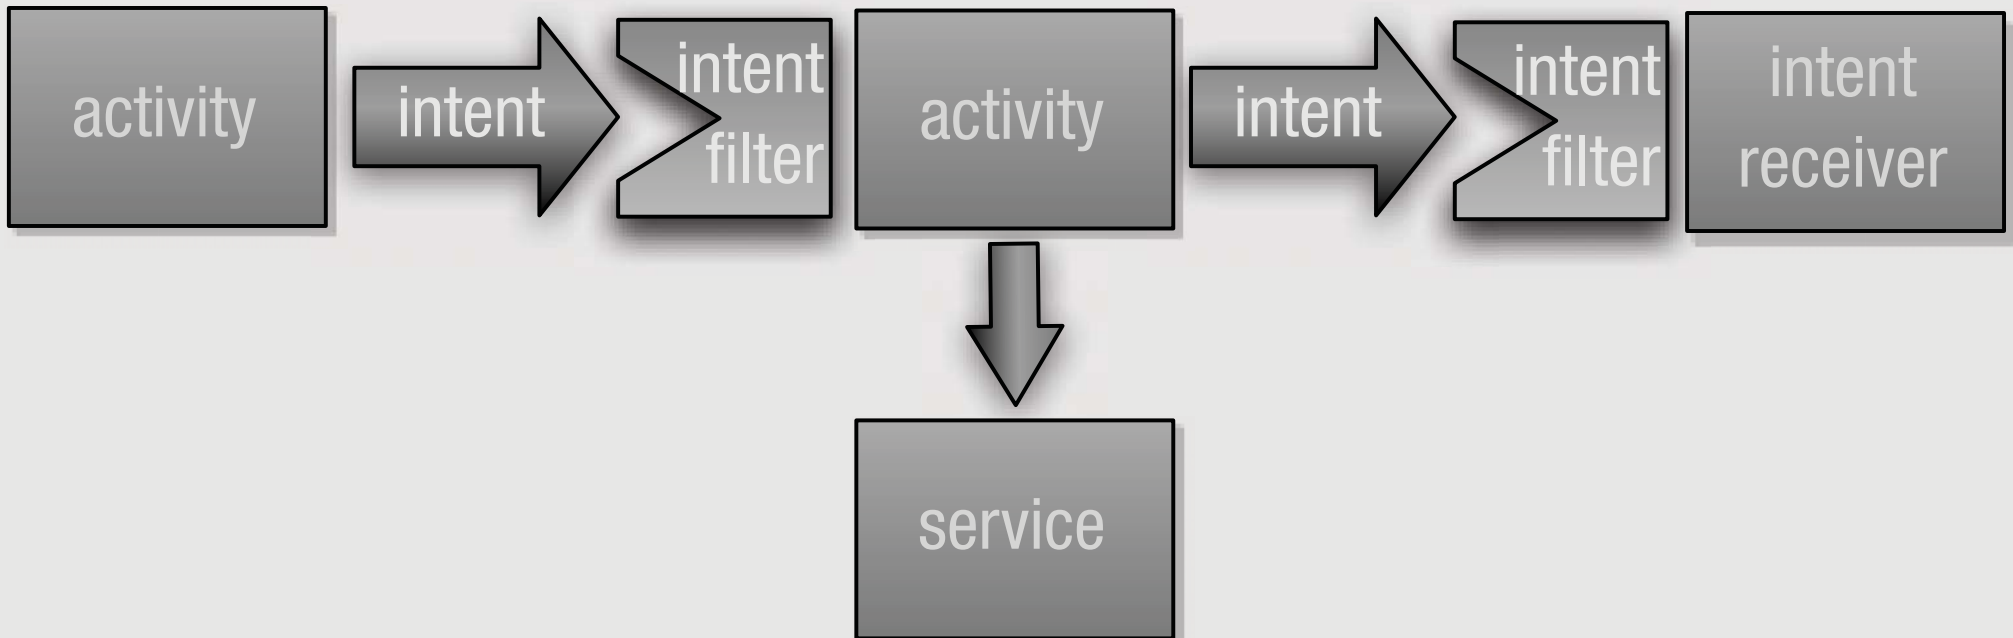 activity
intent
intent
filter
activity
intent
intent
filter
intent
receiver
service